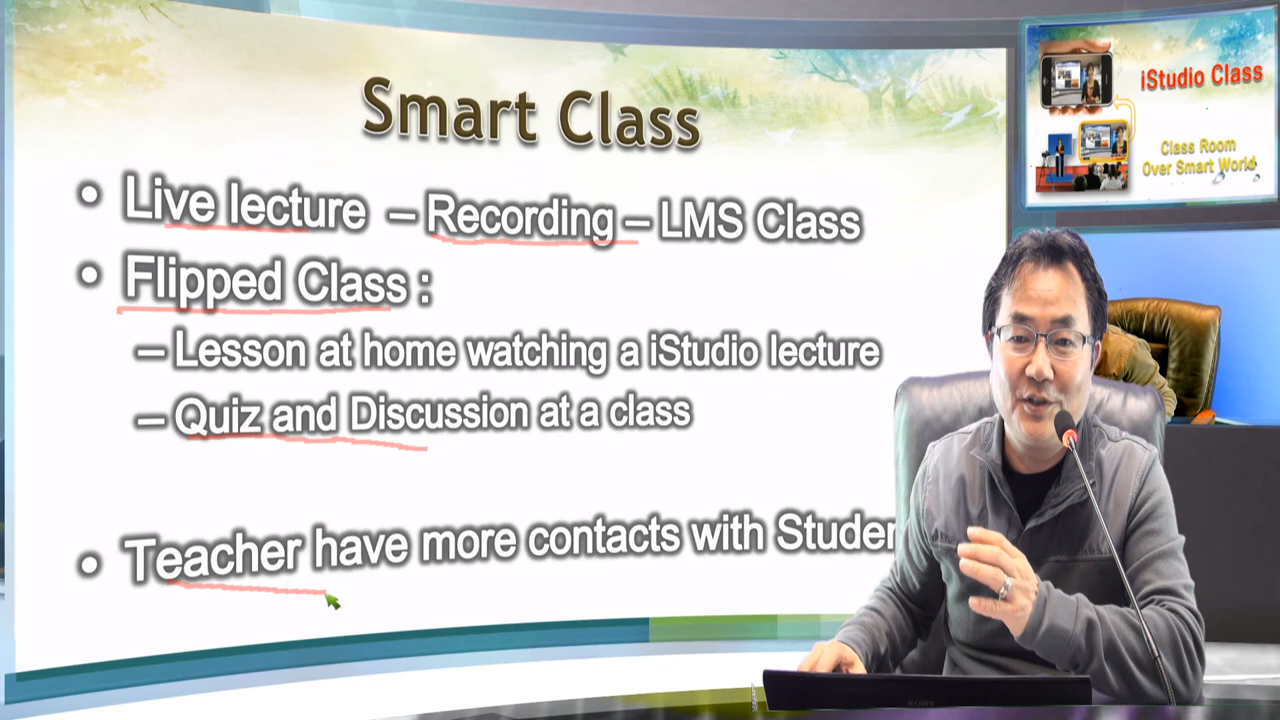 Smart Class
• Live lecture – Recording – LMS Class
• Flipped Class :
– Lesson at home watching a iStudio lecture
– Quiz and Discussion at a class
• Teacher have more contacts with Studen
iStudio Class
Class Room
Over Smart World
SONY